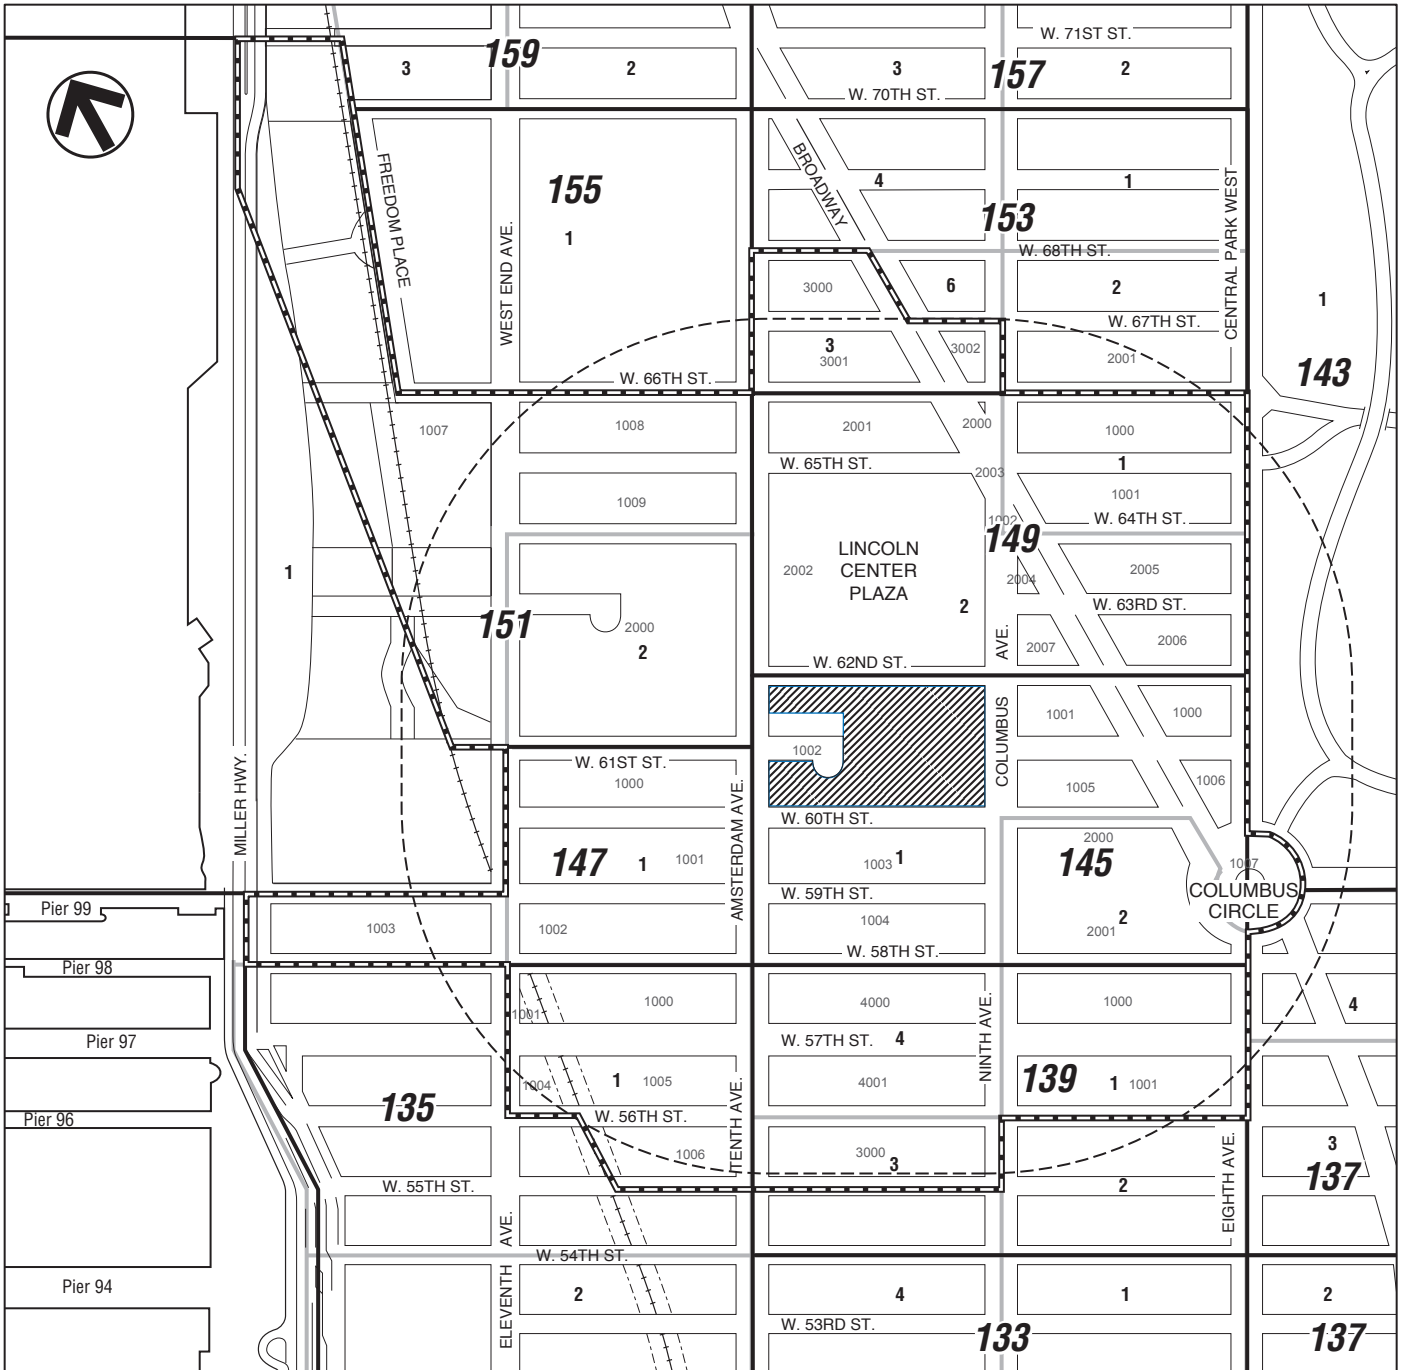 W. 71ST ST.
159
3
2
3
157
2
W. 70TH ST.
BROADWAY
FREEDOM PLACE
155
4
1
CENTRAL PARK WEST
153
WEST END AVE.
1
W. 68TH ST.
3000
6
2
1
W. 67TH ST.
3
3001
3002
2001
143
W. 66TH ST.
1007
1008
2001
2000
1000
W. 65TH ST.
1
2003
1009
1001
1002
W. 64TH ST.
149
LINCOLN
CENTER
PLAZA
1
2002
2004
2005
2
W. 63RD ST.
151
2000
2
AVE.
2007
2006
W. 62ND ST.
COLUMBUS
1001
1000
1002
MILLER HWY.
W. 61ST ST.
1000
1005
1006
AMSTERDAM AVE.
W. 60TH ST.
2000
147
1
1001
1003
1
145
1007
COLUMBUS
CIRCLE
W. 59TH ST.
Pier 99
1003
1002
1004
2001
2
W. 58TH ST.
Pier 98
1000
4000
1000
4
1001
NINTH AVE.
Pier 97
W. 57TH ST.
4
1004
1
1005
4001
139
1
1001
135
Pier 96
W. 56TH ST.
TENTH AVE.
1006
3000
3
3
EIGHTH AVE.
137
W. 55TH ST.
2
AVE.
W. 54TH ST.
Pier 94
ELEVENTH
2
4
1
2
W. 53RD ST.
133
137